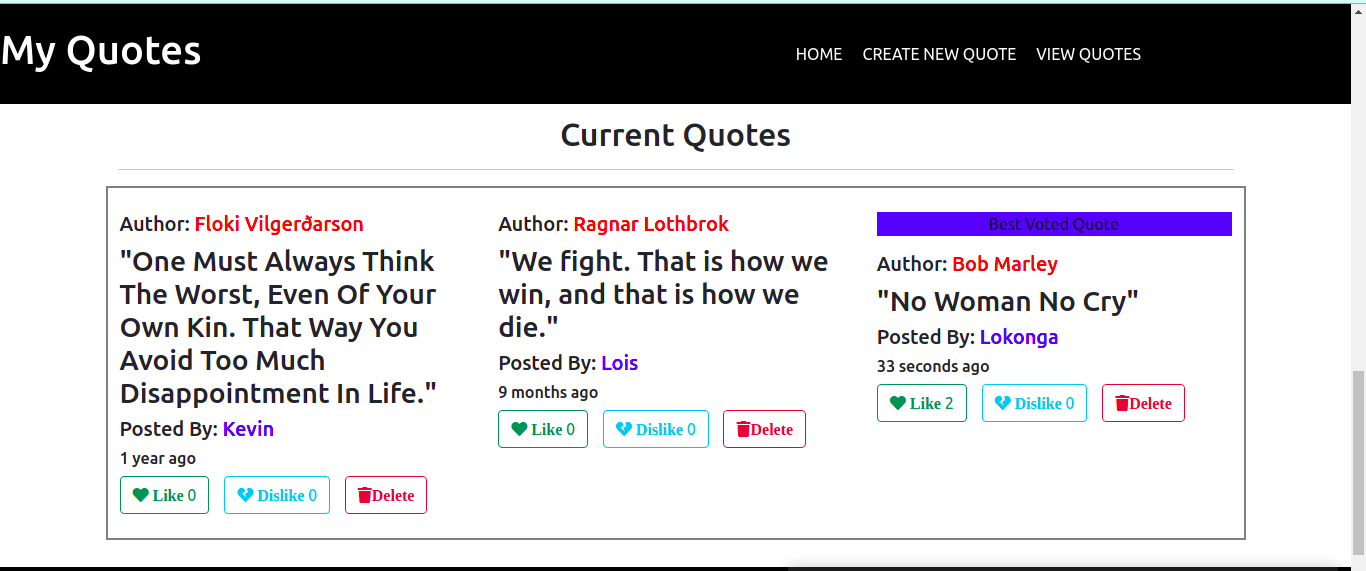 My Quotes
HOME CREATE NEW QUOTE VIEW QUOTES
Current Quotes
Author: Floki Vilgerðarson
"One Must Always Think
The Worst, Even Of Your
Own Kin. That Way You
Avoid Too Much
Disappointment In Life."
Posted By: Kevin
1 year ago
Like 0 Dislike 0 Delete
Author: Ragnar Lothbrok
"We fight. That is how we
win, and that is how we
die."
Posted By: Lois
9 months ago
Like 0 Dislike 0 Delete
Best Voted Quote
Author: Bob Marley
"No Woman No Cry"
Posted By: Lokonga
33 seconds ago
Like 2 Dislike 0 Delete